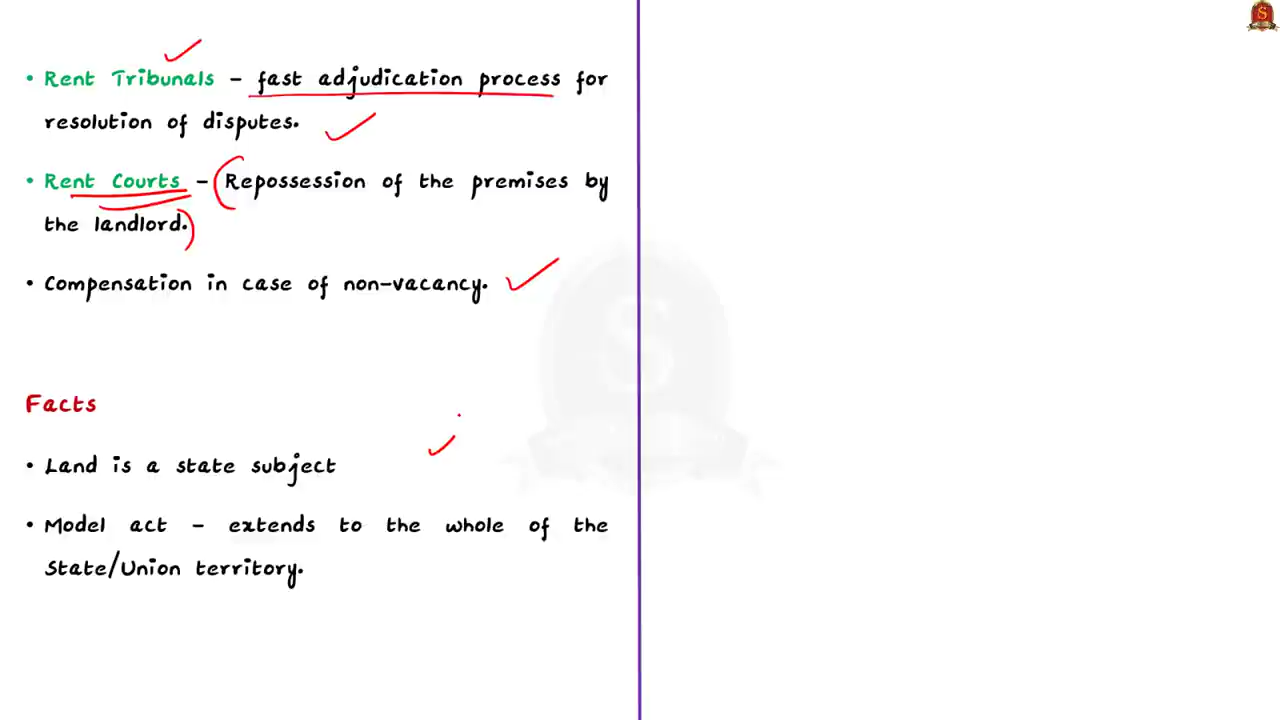 • Rent Tribunals - fast adjudication process for
resolution of disputes.
• Rent Courts - Repossession of the premises by
the landlord.
• Compensation in case of non-vacancy.
Facts
• Land is a state subject
• Model act - extends to the whole of the
State/Union territory.
S
S